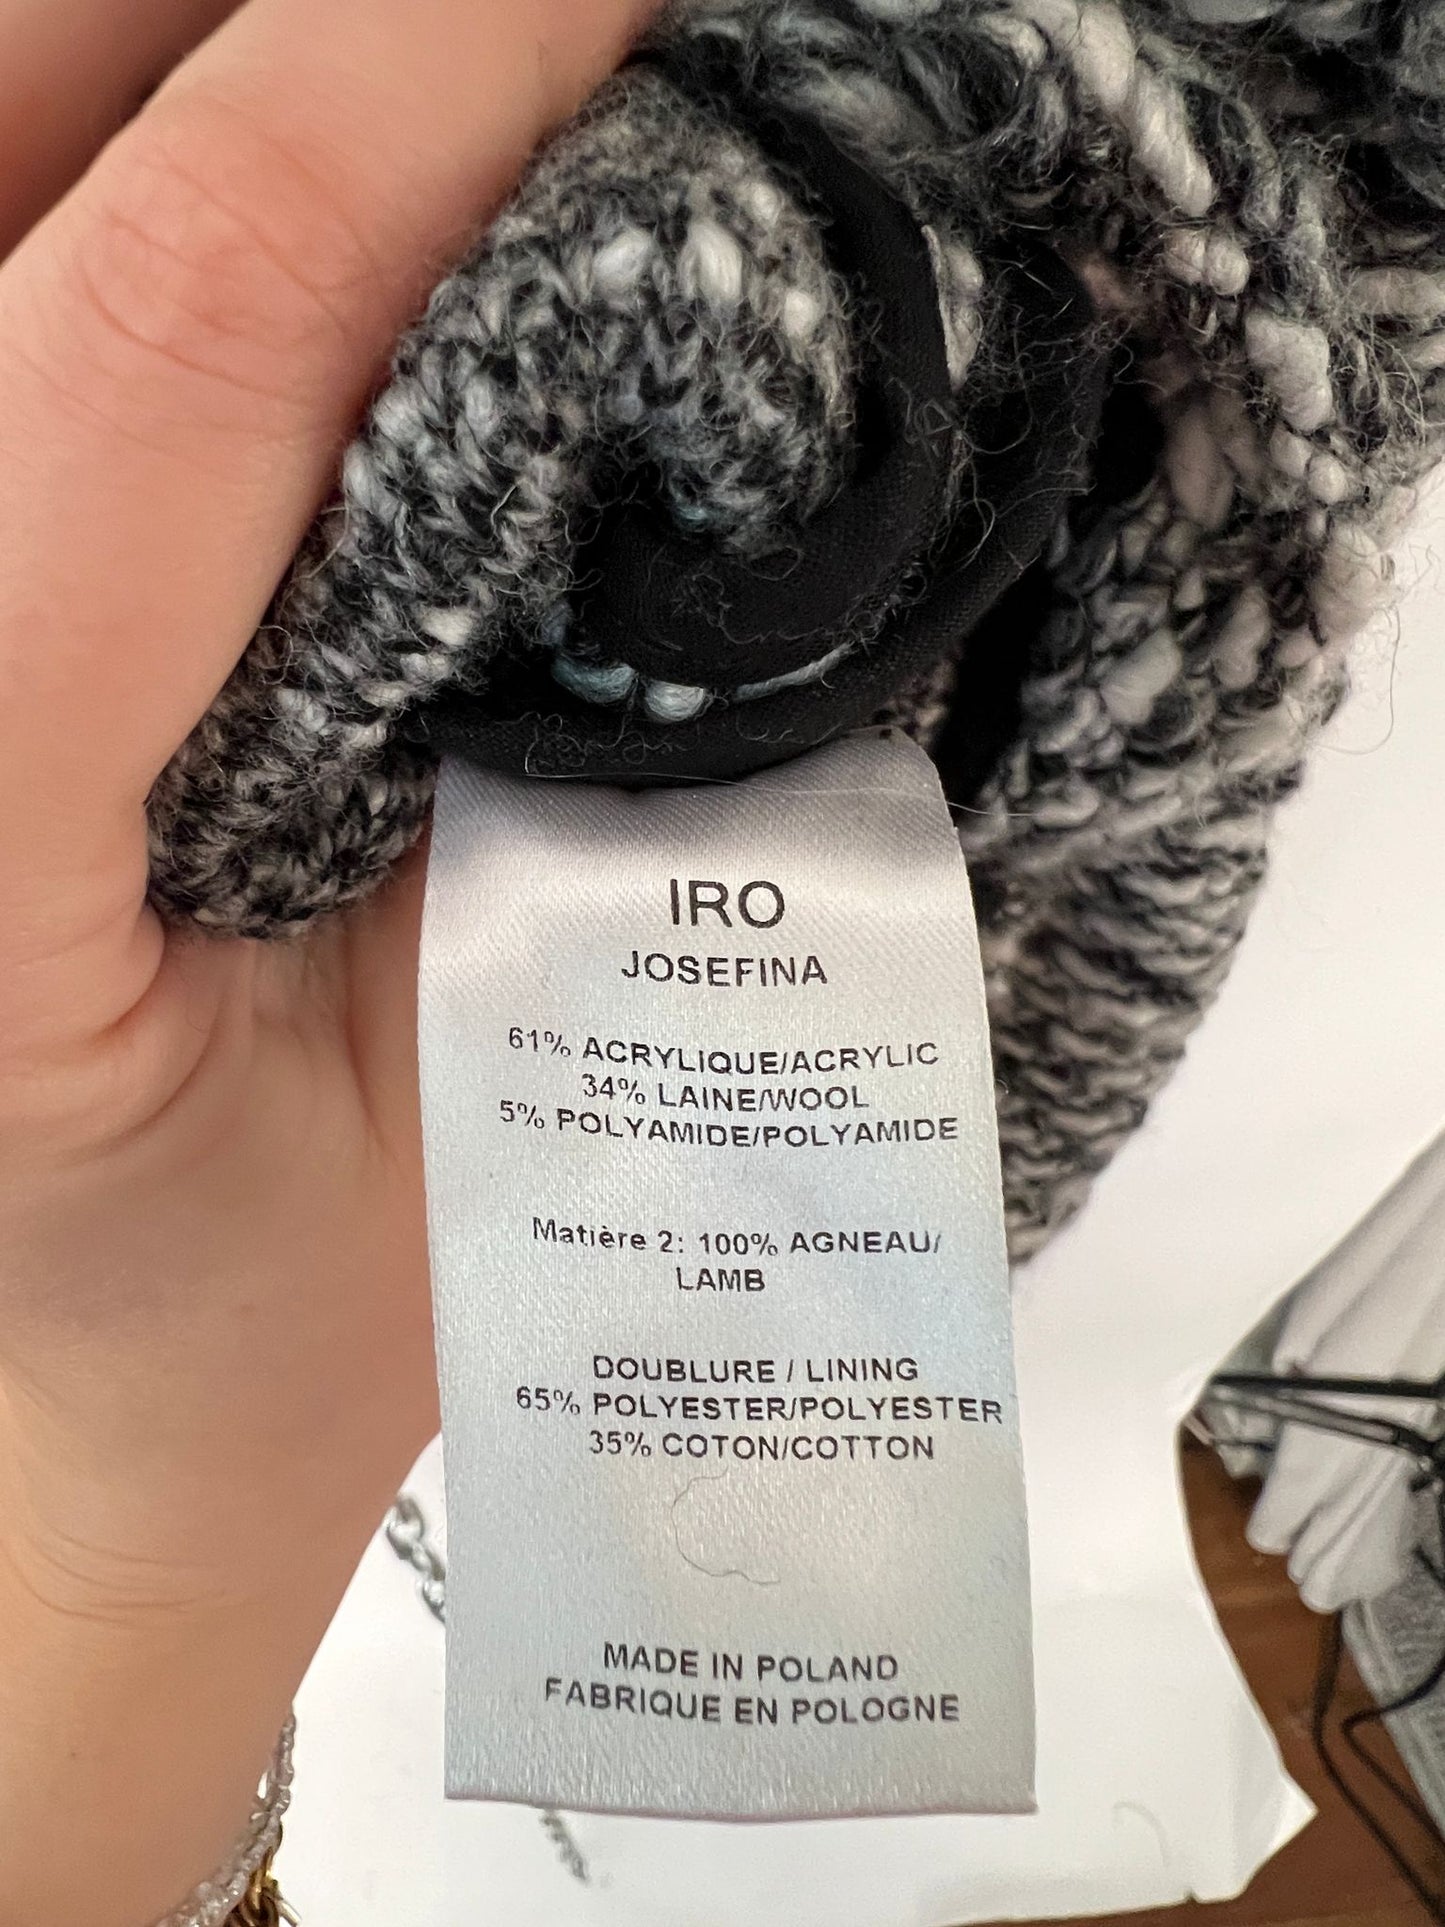 IRO
JOSEFINA
61% ACRYLIQUE/ACRYLIC
34% LAINE/WOOL
5% POLYAMIDE/POLYAMIDE
Matière 2: 100% AGNEAU/
LAMB
DOUBLURE / LINING
65% POLYESTER/POLYESTER
35% COTON/COTTON
MADE IN POLAND
FABRIQUE EN POLOGNE